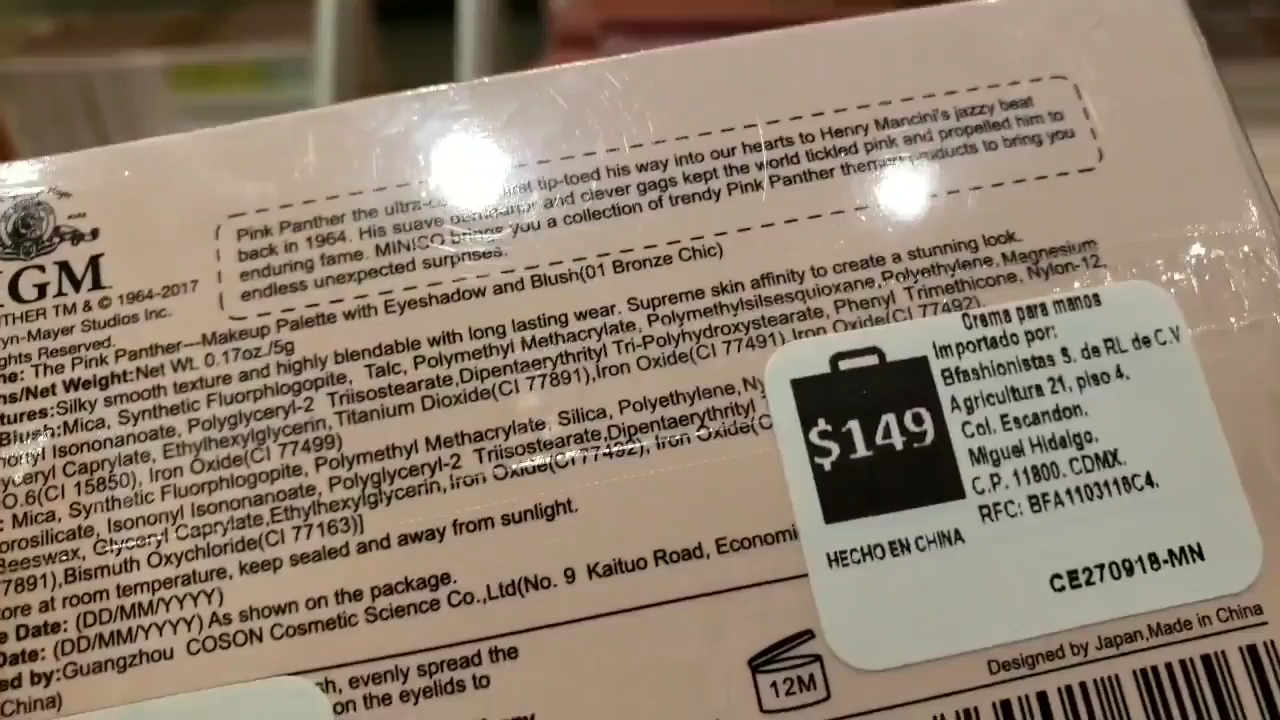 Pink Panther the ultra- tip-toed his way into our hearts to Henry Mancini's jazzy beat
back in 1964. His suave demeanor and clever gags kept the world tickled pink and propelled him to
enduring fame. MINISO brings you a collection of trendy Pink Panther themed products to bring you
endless unexpected surprises.
GM
THER TM & © 1964-2017
yn-Mayer Studios Inc.
ghts Reserved.
me: The Pink Panther---Makeup Palette with Eyeshadow and Blush(01 Bronze Chic)
ns/Net Weight:Net Wt. 0.17oz./5g
tures:Silky smooth texture and highly blendable with long lasting wear. Supreme skin affinity to create a stunning look.
Blush:Mica, Synthetic Fluorphlogopite, Talc, Polymethyl Methacrylate, Polymethylsilsesquioxane,Polyethylene,Magnesium
nonyl Isononanoate, Polyglyceryl-2 Triisostearate,Dipentaerythrityl Tri-Polyhydroxystearate, Phenyl Trimethicone, Nylon-12,
yceryl Caprylate, Ethylhexylglycerin, Titanium Dioxide(CI 77891),Iron Oxide(CI 77491),Iron Oxide(CI 77492),
O.6(CI 15850), Iron Oxide(CI 77499)
: Mica, Synthetic Fluorphlogopite, Polymethyl Methacrylate, Silica, Polyethylene, Ny
orosilicate, Isononyl Isononanoate, Polyglyceryl-2 Triisostearate,Dipentaerythrityl
Beeswax, Glyceryl Caprylate,Ethylhexylglycerin,Iron Oxide(CI 77492), Iron Oxide(C
7891),Bismuth Oxychloride(CI 77163)]
ore at room temperature, keep sealed and away from sunlight.
e Date: (DD/MM/YYYY)
Date: (DD/MM/YYYY) As shown on the package.
ed by:Guangzhou COSON Cosmetic Science Co.,Ltd(No. 9 Kaituo Road, Economi
China)
sh, evenly spread the
on the eyelids to
12M
$149
Crema para manos
Importado por:
Bfashionistas S. de RL de C.V
Agricultura 21, piso 4,
Col. Escandon.
Miguel Hidalgo.
C.P. 11800. CDMX.
RFC: BFA1103118C4.
HECHO EN CHINA
CE270918-MN
Designed by Japan,Made in China